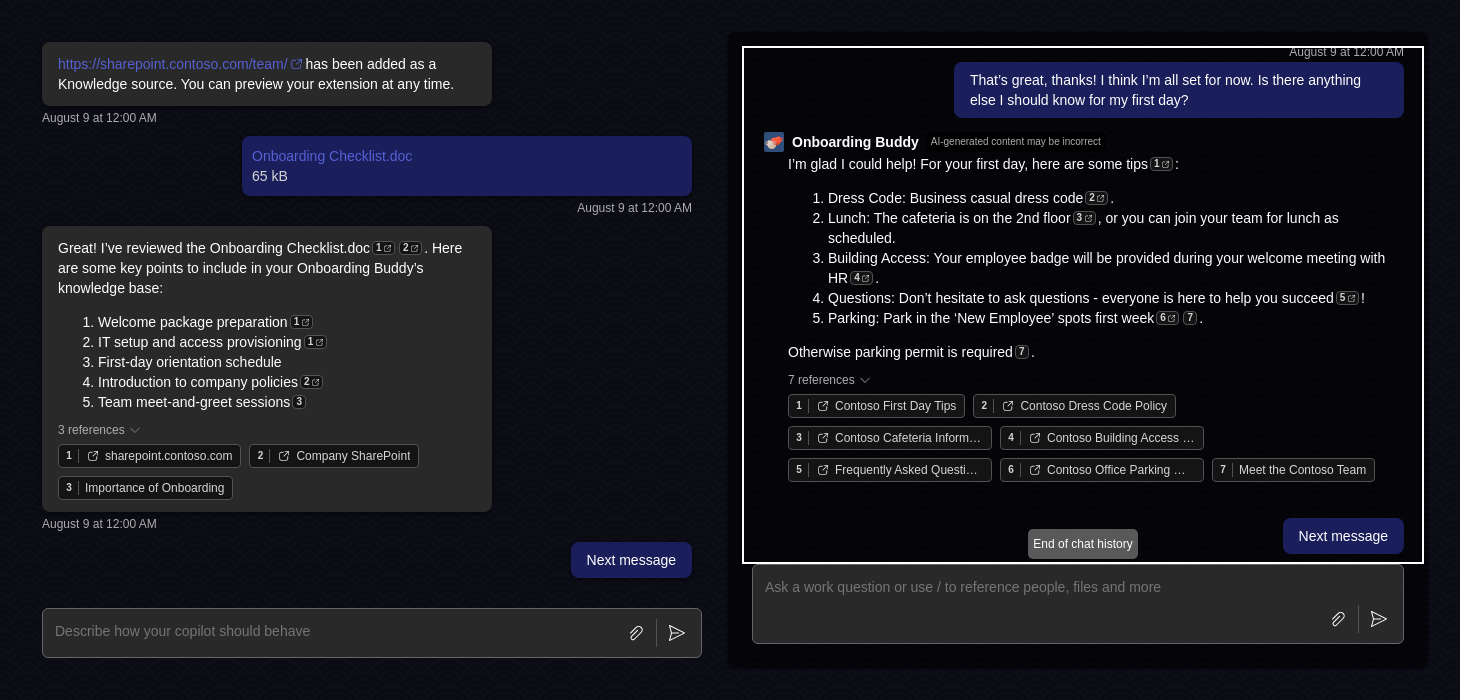 https://sharepoint.contoso.com/team/ has been added as a
Knowledge source. You can preview your extension at any time.
August 9 at 12:00 AM
Onboarding Checklist.doc
65 kB
August 9 at 12:00 AM
Great! I’ve reviewed the Onboarding Checklist.doc 1 2 . Here
are some key points to include in your Onboarding Buddy’s
knowledge base:
1. Welcome package preparation 1
2. IT setup and access provisioning 1
3. First-day orientation schedule
4. Introduction to company policies 2
5. Team meet-and-greet sessions 3
3 references
1 sharepoint.contoso.com 2 Company SharePoint
3 Importance of Onboarding
August 9 at 12:00 AM
Next message
Describe how your copilot should behave
August 9 at 12:00 AM
That’s great, thanks! I think I’m all set for now. Is there anything
else I should know for my first day?
Onboarding Buddy AI-generated content may be incorrect
I’m glad I could help! For your first day, here are some tips 1 :
1. Dress Code: Business casual dress code 2 .
2. Lunch: The cafeteria is on the 2nd floor 3 , or you can join your team for lunch as
scheduled.
3. Building Access: Your employee badge will be provided during your welcome meeting with
HR 4 .
4. Questions: Don’t hesitate to ask questions - everyone is here to help you succeed 5 !
5. Parking: Park in the ‘New Employee’ spots first week 6 7 .
Otherwise parking permit is required 7 .
7 references
1 Contoso First Day Tips 2 Contoso Dress Code Policy
3 Contoso Cafeteria Inform… 4 Contoso Building Access …
5 Frequently Asked Questi… 6 Contoso Office Parking … 7 Meet the Contoso Team
Next message
End of chat history
Ask a work question or use / to reference people, files and more